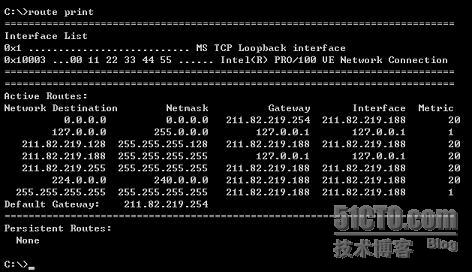 C:\>route print
===========================================================================
Interface List
0x1 ........................... MS TCP Loopback interface
0x10003 ...00 11 22 33 44 55 ...... Intel(R) PRO/100 VE Network Connection
===========================================================================
===========================================================================
Active Routes:
Network Destination        Netmask          Gateway       Interface  Metric
0.0.0.0          0.0.0.0   211.82.219.254  211.82.219.188      20
127.0.0.0        255.0.0.0        127.0.0.1       127.0.0.1       1
211.82.219.128  255.255.255.128   211.82.219.188  211.82.219.188      20
211.82.219.188  255.255.255.255        127.0.0.1       127.0.0.1      20
211.82.219.255  255.255.255.255   211.82.219.188  211.82.219.188      20
224.0.0.0        240.0.0.0   211.82.219.188  211.82.219.188      20
255.255.255.255  255.255.255.255   211.82.219.188  211.82.219.188       1
Default Gateway:    211.82.219.254
===========================================================================
Persistent Routes:
None
C:\>_
51CTO.com
技术博客 Blog